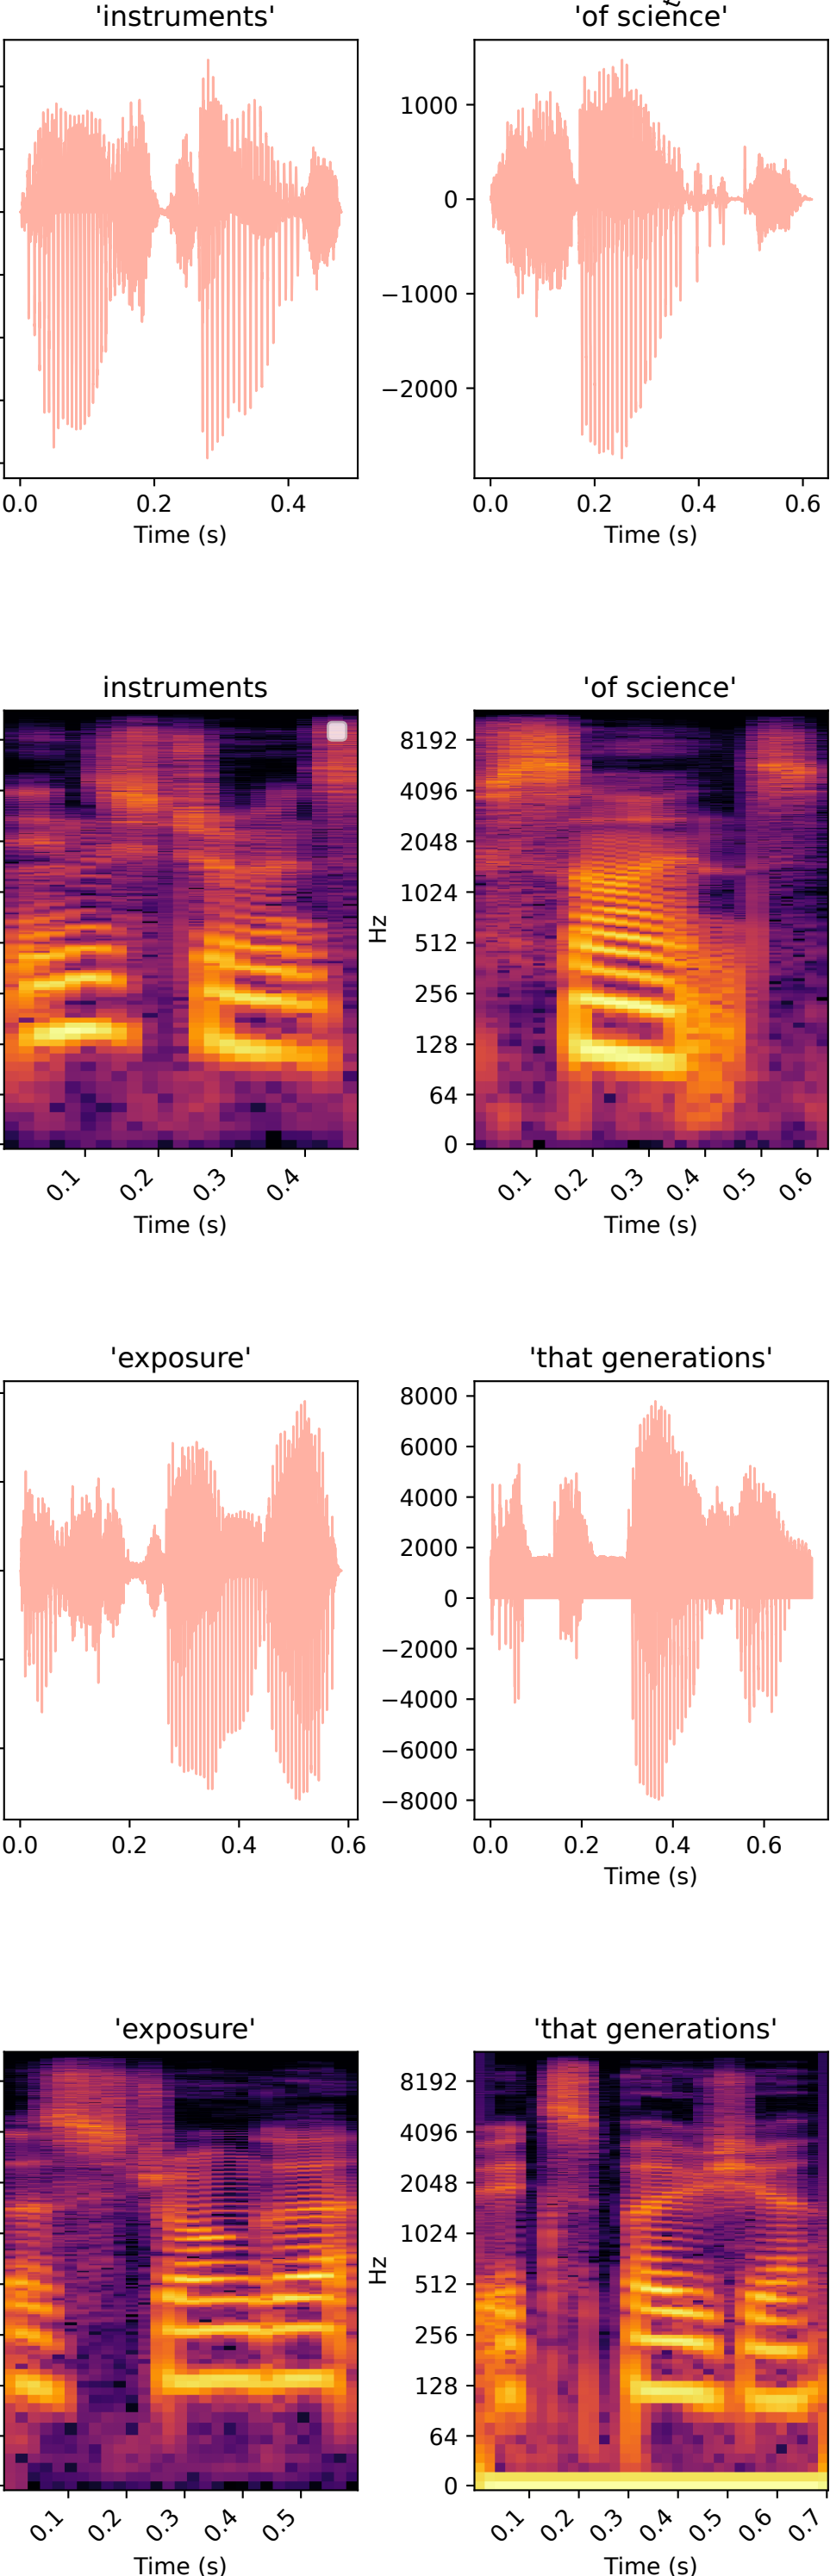 'instruments'
'of science'
t
1000
0
−1000
−2000
0.0 0.2 0.4
0.0 0.2 0.4 0.6
Time (s)
Time (s)
instruments
'of science'
8192
4096
2048
1024
512
256
128
64
0
Hz
0.1 0.2 0.3 0.4
0.1 0.2 0.3 0.4 0.5 0.6
Time (s)
Time (s)
'exposure'
'that generations'
8000
6000
4000
2000
0
−2000
−4000
−6000
−8000
0.0 0.2 0.4 0.6
0.0 0.2 0.4 0.6
Time (s)
'exposure'
'that generations'
8192
4096
2048
1024
512
256
128
64
0
Hz
0.1 0.2 0.3 0.4 0.5
0.1 0.2 0.3 0.4 0.5 0.6 0.7
Time (s)
Time (s)